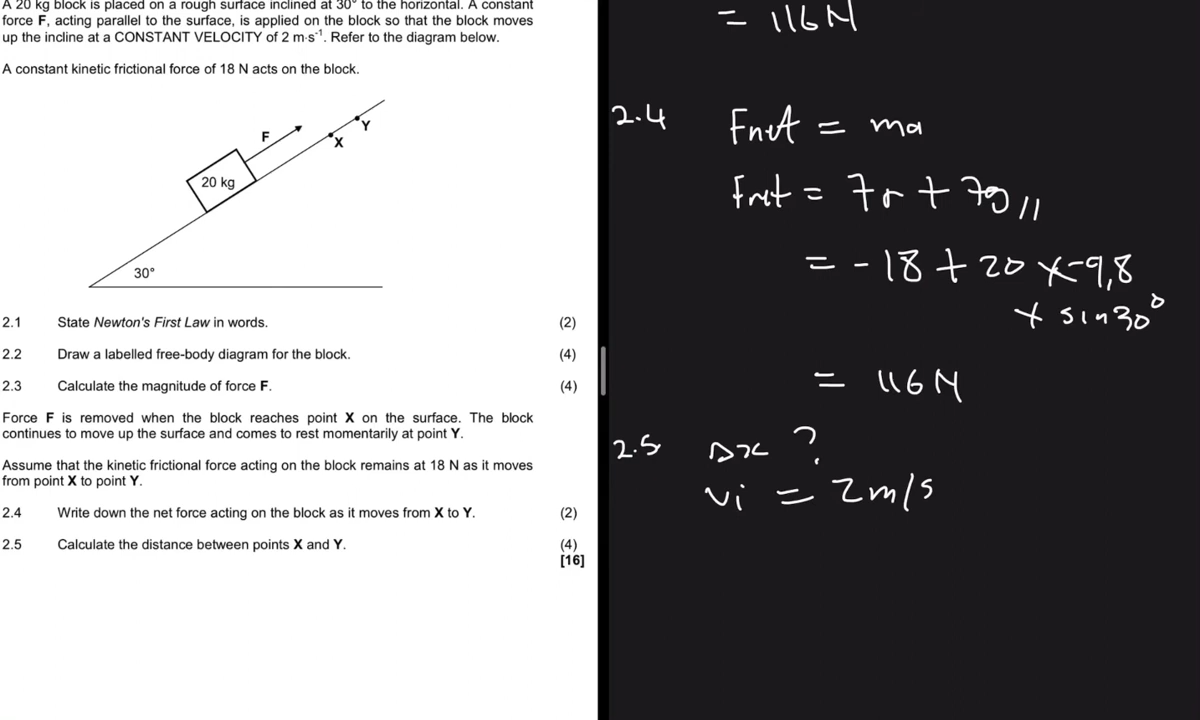 A 20 kg block is placed on a rough surface inclined at 30° to the horizontal. A constant
force F, acting parallel to the surface, is applied on the block so that the block moves
up the incline at a CONSTANT VELOCITY of 2 m·s⁻¹. Refer to the diagram below.
A constant kinetic frictional force of 18 N acts on the block.
F
Y
X
20 kg
30°
2.1 State Newton's First Law in words. (2)
2.2 Draw a labelled free-body diagram for the block. (4)
2.3 Calculate the magnitude of force F. (4)
Force F is removed when the block reaches point X on the surface. The block
continues to move up the surface and comes to rest momentarily at point Y.
Assume that the kinetic frictional force acting on the block remains at 18 N as it moves
from point X to point Y.
2.4 Write down the net force acting on the block as it moves from X to Y. (2)
2.5 Calculate the distance between points X and Y. (4)
[16]
= 116N
2.4 Fnet = ma
Fnet = Fr + Fg //
= -18 + 20 x -9,8
x sin30°
= 116N
2.5 Δx ?
vi = 2m/s